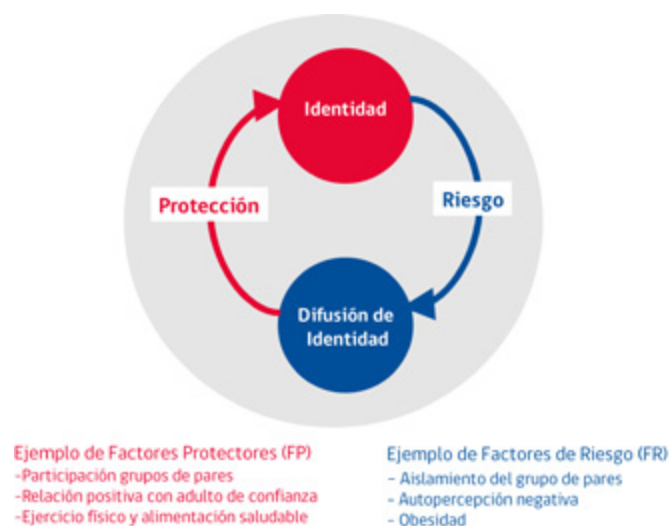 Identidad
Protección
Riesgo
Difusión de
Identidad
Ejemplo de Factores Protectores (FP)
-Participación grupos de pares
-Relación positiva con adulto de confianza
-Ejercicio físico y alimentación saludable
Ejemplo de Factores de Riesgo (FR)
- Aislamiento del grupo de pares
- Autopercepción negativa
- Obesidad